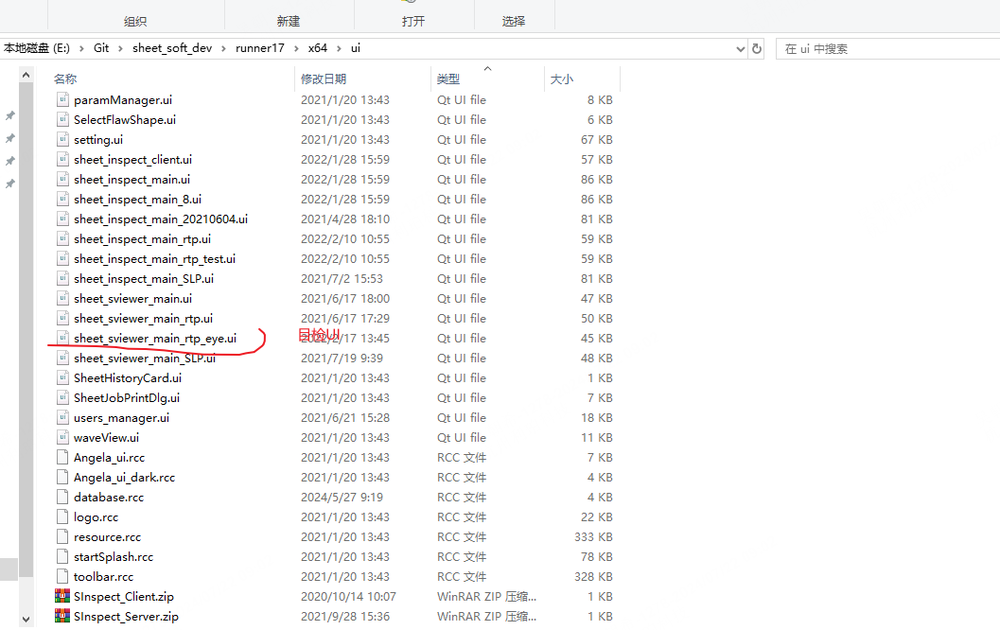 组织 新建 打开 选择
本地磁盘 (E:) › Git › sheet_soft_dev › runner17 › x64 › ui 在 ui 中搜索
名称 修改日期 类型 大小
paramManager.ui 2021/1/20 13:43 Qt UI file 8 KB
SelectFlawShape.ui 2021/1/20 13:43 Qt UI file 6 KB
setting.ui 2021/1/20 13:43 Qt UI file 67 KB
sheet_inspect_client.ui 2022/1/28 15:59 Qt UI file 57 KB
sheet_inspect_main.ui 2022/1/28 15:59 Qt UI file 86 KB
sheet_inspect_main_8.ui 2022/1/28 15:59 Qt UI file 86 KB
sheet_inspect_main_20210604.ui 2021/4/28 18:10 Qt UI file 81 KB
sheet_inspect_main_rtp.ui 2022/2/10 10:55 Qt UI file 59 KB
sheet_inspect_main_rtp_test.ui 2022/2/10 10:55 Qt UI file 59 KB
sheet_inspect_main_SLP.ui 2021/7/2 15:53 Qt UI file 81 KB
sheet_sviewer_main.ui 2021/6/17 18:00 Qt UI file 47 KB
sheet_sviewer_main_rtp.ui 2021/6/17 17:29 Qt UI file 50 KB
sheet_sviewer_main_rtp_eye.ui 目检UI 2022/2/17 13:45 Qt UI file 45 KB
sheet_sviewer_main_SLP.ui 2021/7/19 9:39 Qt UI file 48 KB
SheetHistoryCard.ui 2021/1/20 13:43 Qt UI file 1 KB
SheetJobPrintDlg.ui 2021/1/20 13:43 Qt UI file 7 KB
users_manager.ui 2021/6/21 15:28 Qt UI file 18 KB
waveView.ui 2021/1/20 13:43 Qt UI file 11 KB
Angela_ui.rcc 2021/1/20 13:43 RCC 文件 7 KB
Angela_ui_dark.rcc 2021/1/20 13:43 RCC 文件 4 KB
database.rcc 2024/5/27 9:19 RCC 文件 4 KB
logo.rcc 2021/1/20 13:43 RCC 文件 22 KB
resource.rcc 2021/1/20 13:43 RCC 文件 333 KB
startSplash.rcc 2021/1/20 13:43 RCC 文件 78 KB
toolbar.rcc 2021/1/20 13:43 RCC 文件 328 KB
SInspect_Client.zip 2020/10/14 10:07 WinRAR ZIP 压缩... 1 KB
SInspect_Server.zip 2021/9/28 15:36 WinRAR ZIP 压缩... 1 KB